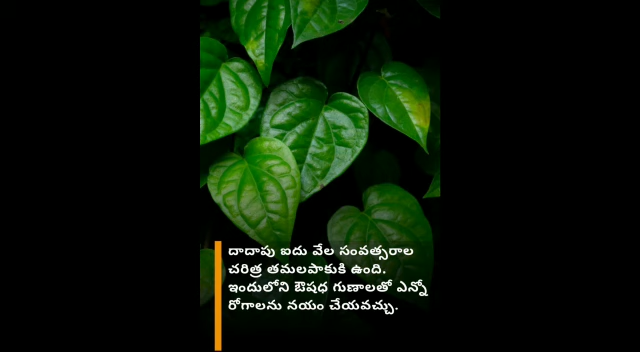 దాదాపు ఐదు వేల సంవత్సరాల
చరిత్ర తమలపాకుకి ఉంది.
ఇందులోని ఔషధ గుణాలతో ఎన్నో
రోగాలను నయం చేయవచ్చు.